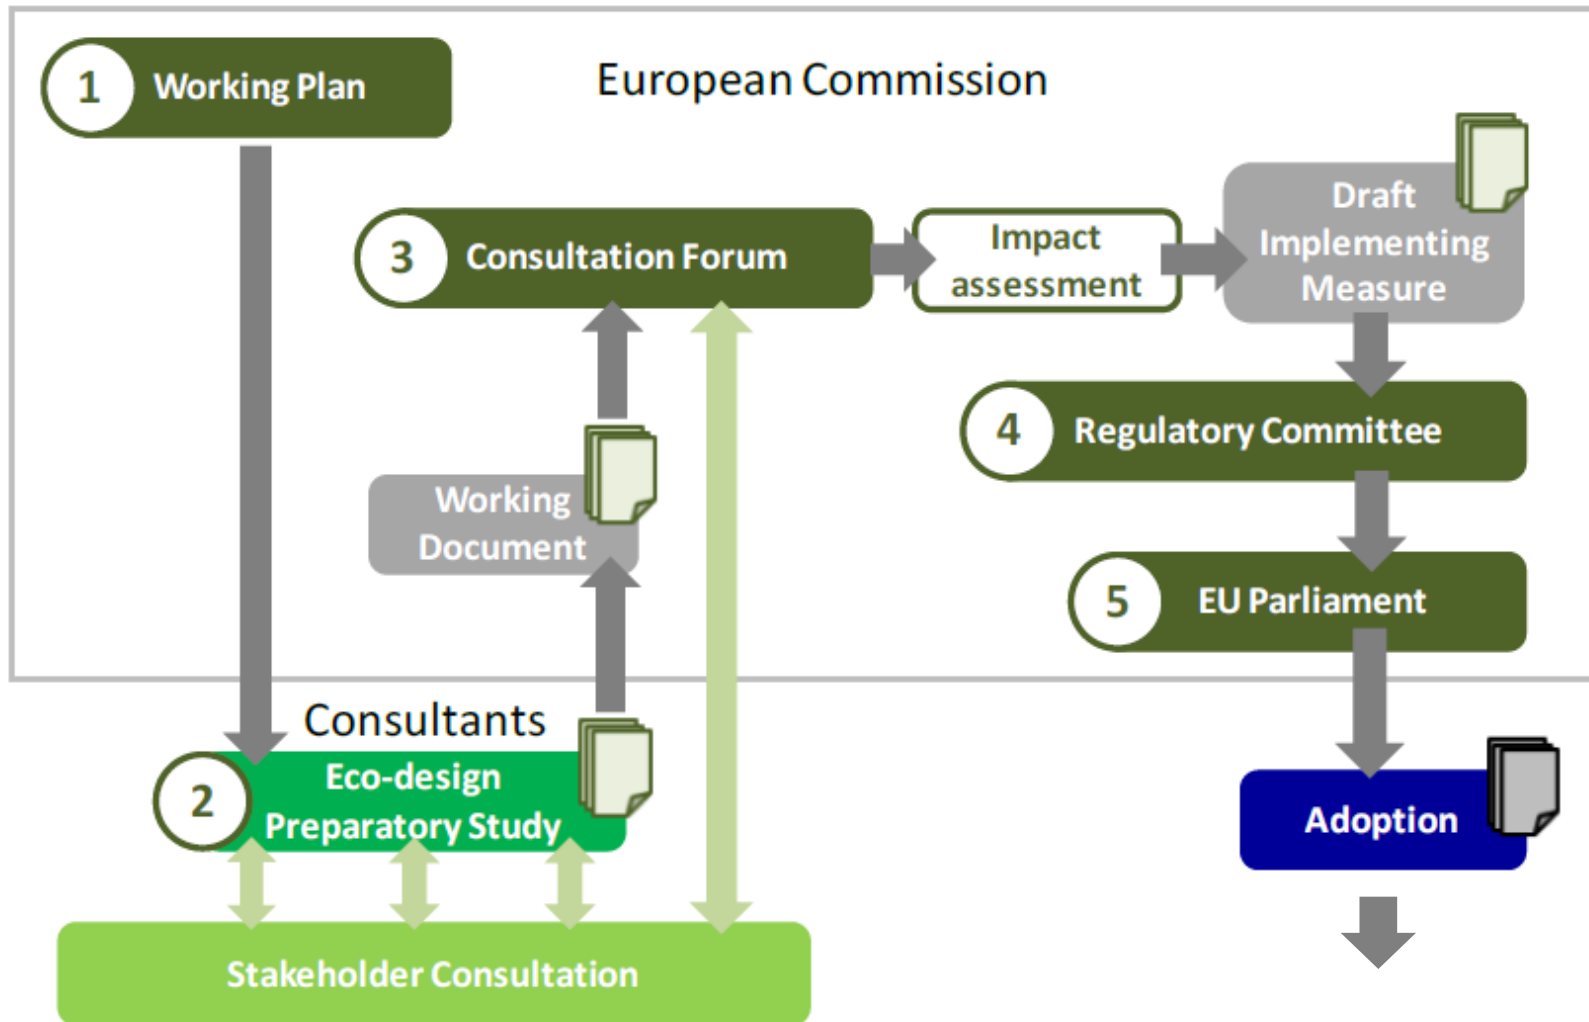 European Commission
1 Working Plan
3 Consultation Forum
Impact
assessment
Draft
Implementing
Measure
4 Regulatory Committee
Working
Document
5 EU Parliament
Consultants
2 Eco-design
Preparatory Study
Adoption
Stakeholder Consultation